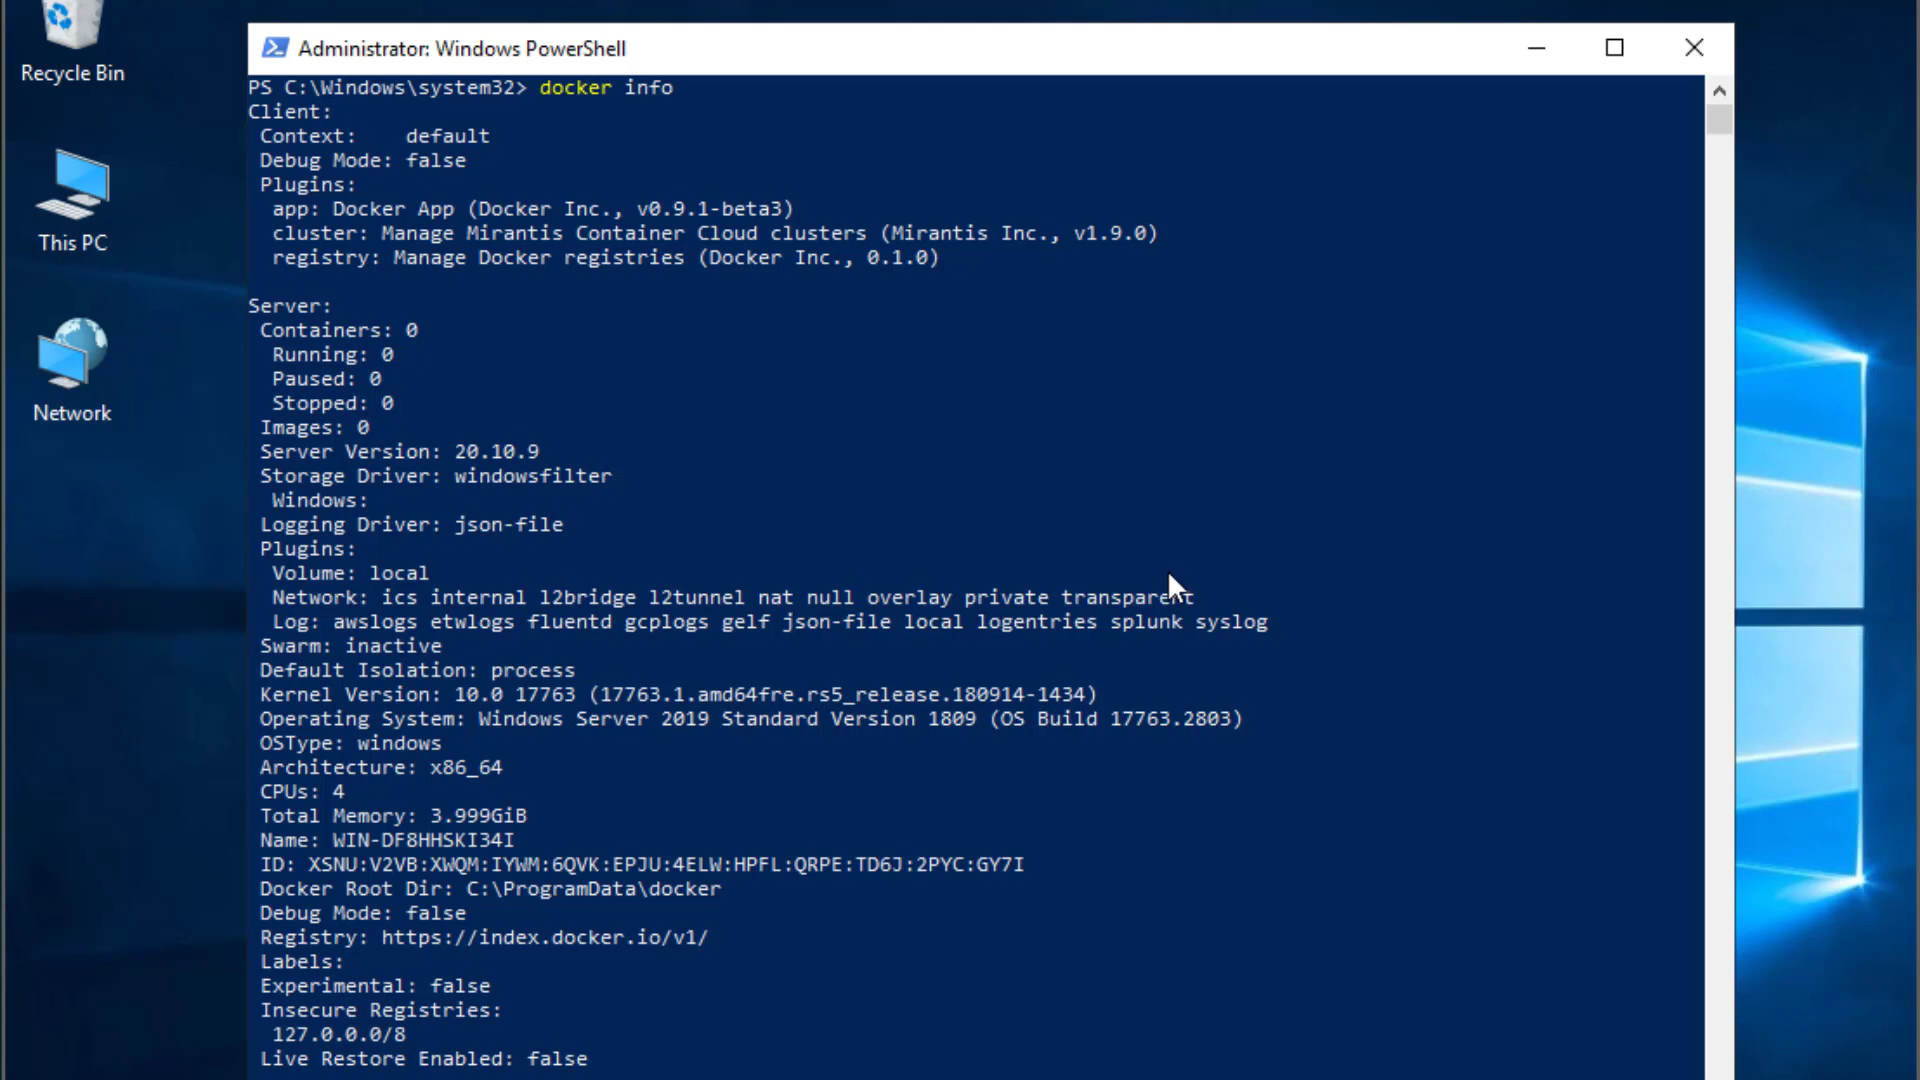 Recycle Bin
This PC
Network
Administrator: Windows PowerShell
PS C:\Windows\system32> docker info
Client:
 Context:    default
 Debug Mode: false
 Plugins:
  app: Docker App (Docker Inc., v0.9.1-beta3)
  cluster: Manage Mirantis Container Cloud clusters (Mirantis Inc., v1.9.0)
  registry: Manage Docker registries (Docker Inc., 0.1.0)

Server:
 Containers: 0
  Running: 0
  Paused: 0
  Stopped: 0
 Images: 0
 Server Version: 20.10.9
 Storage Driver: windowsfilter
  Windows:
 Logging Driver: json-file
 Plugins:
  Volume: local
  Network: ics internal l2bridge l2tunnel nat null overlay private transparent
  Log: awslogs etwlogs fluentd gcplogs gelf json-file local logentries splunk syslog
 Swarm: inactive
 Default Isolation: process
 Kernel Version: 10.0 17763 (17763.1.amd64fre.rs5_release.180914-1434)
 Operating System: Windows Server 2019 Standard Version 1809 (OS Build 17763.2803)
 OSType: windows
 Architecture: x86_64
 CPUs: 4
 Total Memory: 3.999GiB
 Name: WIN-DF8HHSKI34I
 ID: XSNU:V2VB:XWQM:IYWM:6QVK:EPJU:4ELW:HPFL:QRPE:TD6J:2PYC:GY7I
 Docker Root Dir: C:\ProgramData\docker
 Debug Mode: false
 Registry: https://index.docker.io/v1/
 Labels:
 Experimental: false
 Insecure Registries:
  127.0.0.0/8
 Live Restore Enabled: false